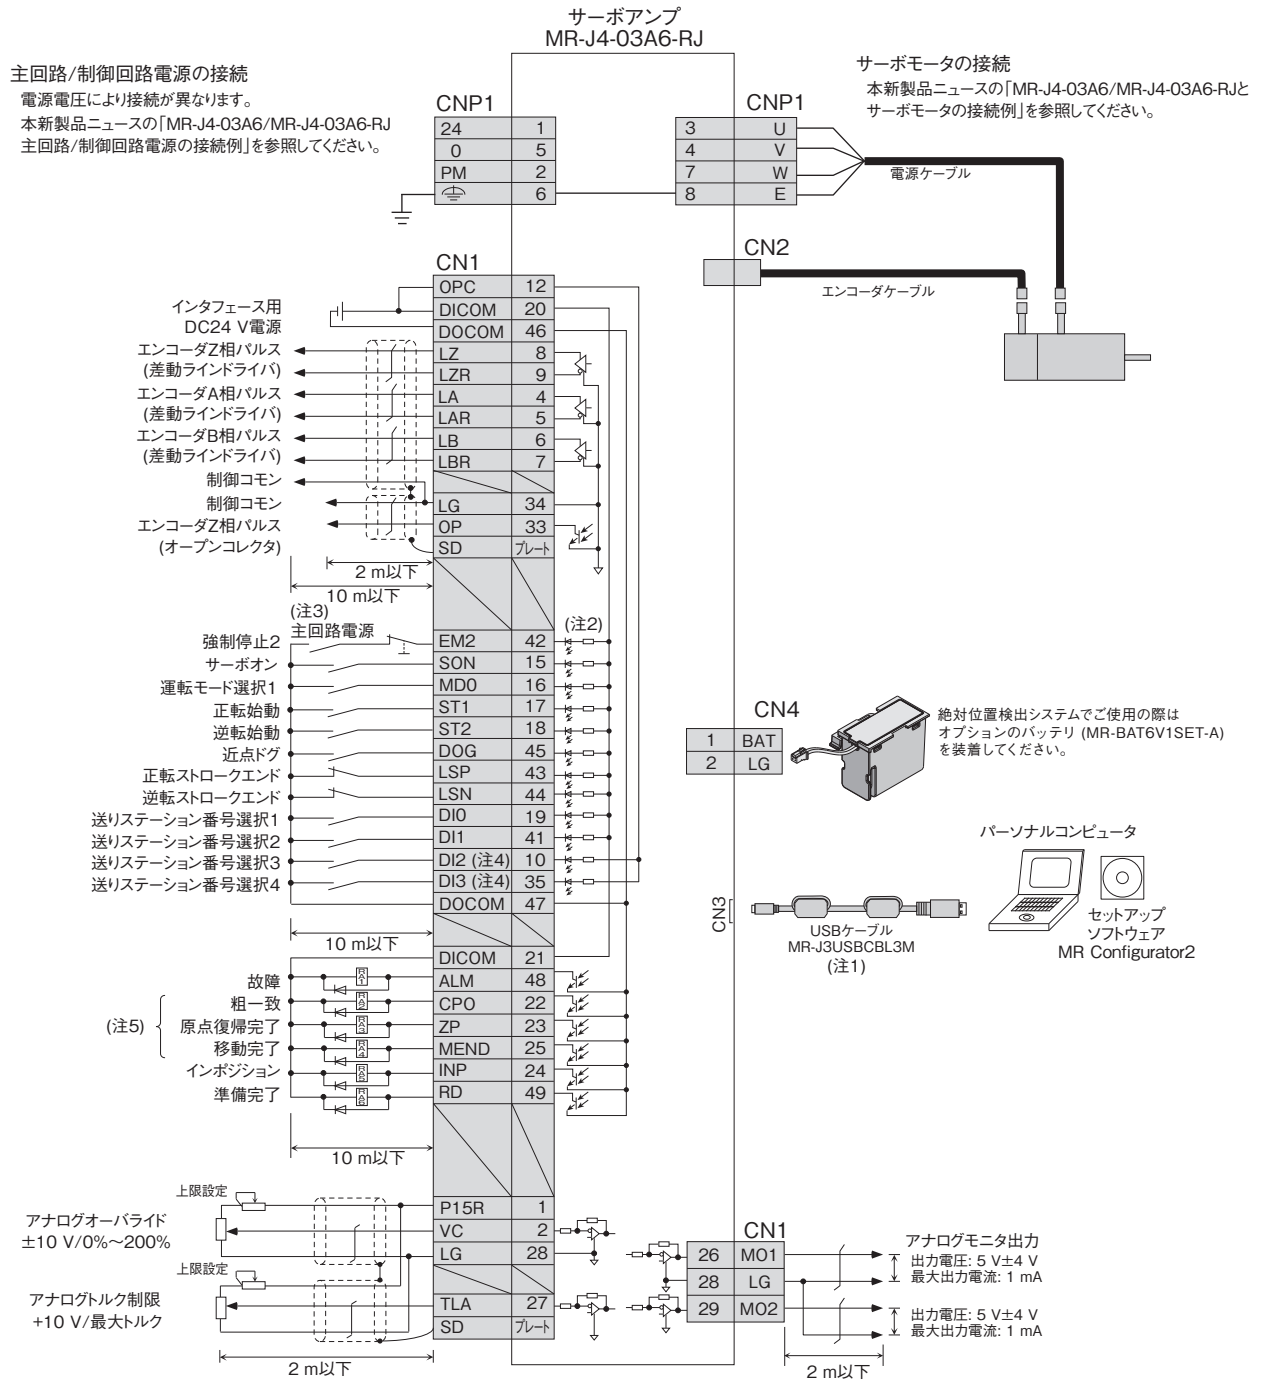 サーボアンプ
MR-J4-03A6-RJ
主回路/制御回路電源の接続
電源電圧により接続が異なります。
本新製品ニュースの「MR-J4-03A6/MR-J4-03A6-RJ
主回路/制御回路電源の接続例」を参照してください。
サーボモータの接続
本新製品ニュースの「MR-J4-03A6/MR-J4-03A6-RJと
サーボモータの接続例」を参照してください。
CNP1
24 1
0 5
PM 2
6
CNP1
3 U
4 V
7 W
8 E
電源ケーブル
CN2
エンコーダケーブル
CN1
OPC 12
インタフェース用
DC24 V電源
DICOM 20
DOCOM 46
エンコーダZ相パルス
(差動ラインドライバ)
LZ 8
LZR 9
エンコーダA相パルス
(差動ラインドライバ)
LA 4
LAR 5
エンコーダB相パルス
(差動ラインドライバ)
LB 6
LBR 7
制御コモン
制御コモン LG 34
エンコーダZ相パルス
(オープンコレクタ)
OP 33
SD プレート
2 m以下
10 m以下
(注3)
主回路電源
(注2)
強制停止2 EM2 42
サーボオン SON 15
運転モード選択1 MD0 16
正転始動 ST1 17
逆転始動 ST2 18
近点ドグ DOG 45
正転ストロークエンド LSP 43
逆転ストロークエンド LSN 44
送りステーション番号選択1 DI0 19
送りステーション番号選択2 DI1 41
送りステーション番号選択3 DI2 (注4) 10
送りステーション番号選択4 DI3 (注4) 35
DOCOM 47
10 m以下
CN4
1 BAT
2 LG
絶対位置検出システムでご使用の際は
オプションのバッテリ (MR-BAT6V1SET-A)
を装着してください。
パーソナルコンピュータ
CN3
USBケーブル
MR-J3USBCBL3M
(注1)
セットアップ
ソフトウェア
MR Configurator2
DICOM 21
故障 RA1 ALM 48
(注5)
粗一致 RA2 CPO 22
原点復帰完了 RA3 ZP 23
移動完了 RA4 MEND 25
インポジション RA5 INP 24
準備完了 RA6 RD 49
10 m以下
上限設定
アナログオーバライド
±10 V/0%～200%
P15R 1
VC 2
LG 28
上限設定
アナログトルク制限
+10 V/最大トルク
TLA 27
SD プレート
2 m以下
CN1
26 MO1
28 LG
29 MO2
アナログモニタ出力
出力電圧: 5 V±4 V
最大出力電流: 1 mA
出力電圧: 5 V±4 V
最大出力電流: 1 mA
2 m以下